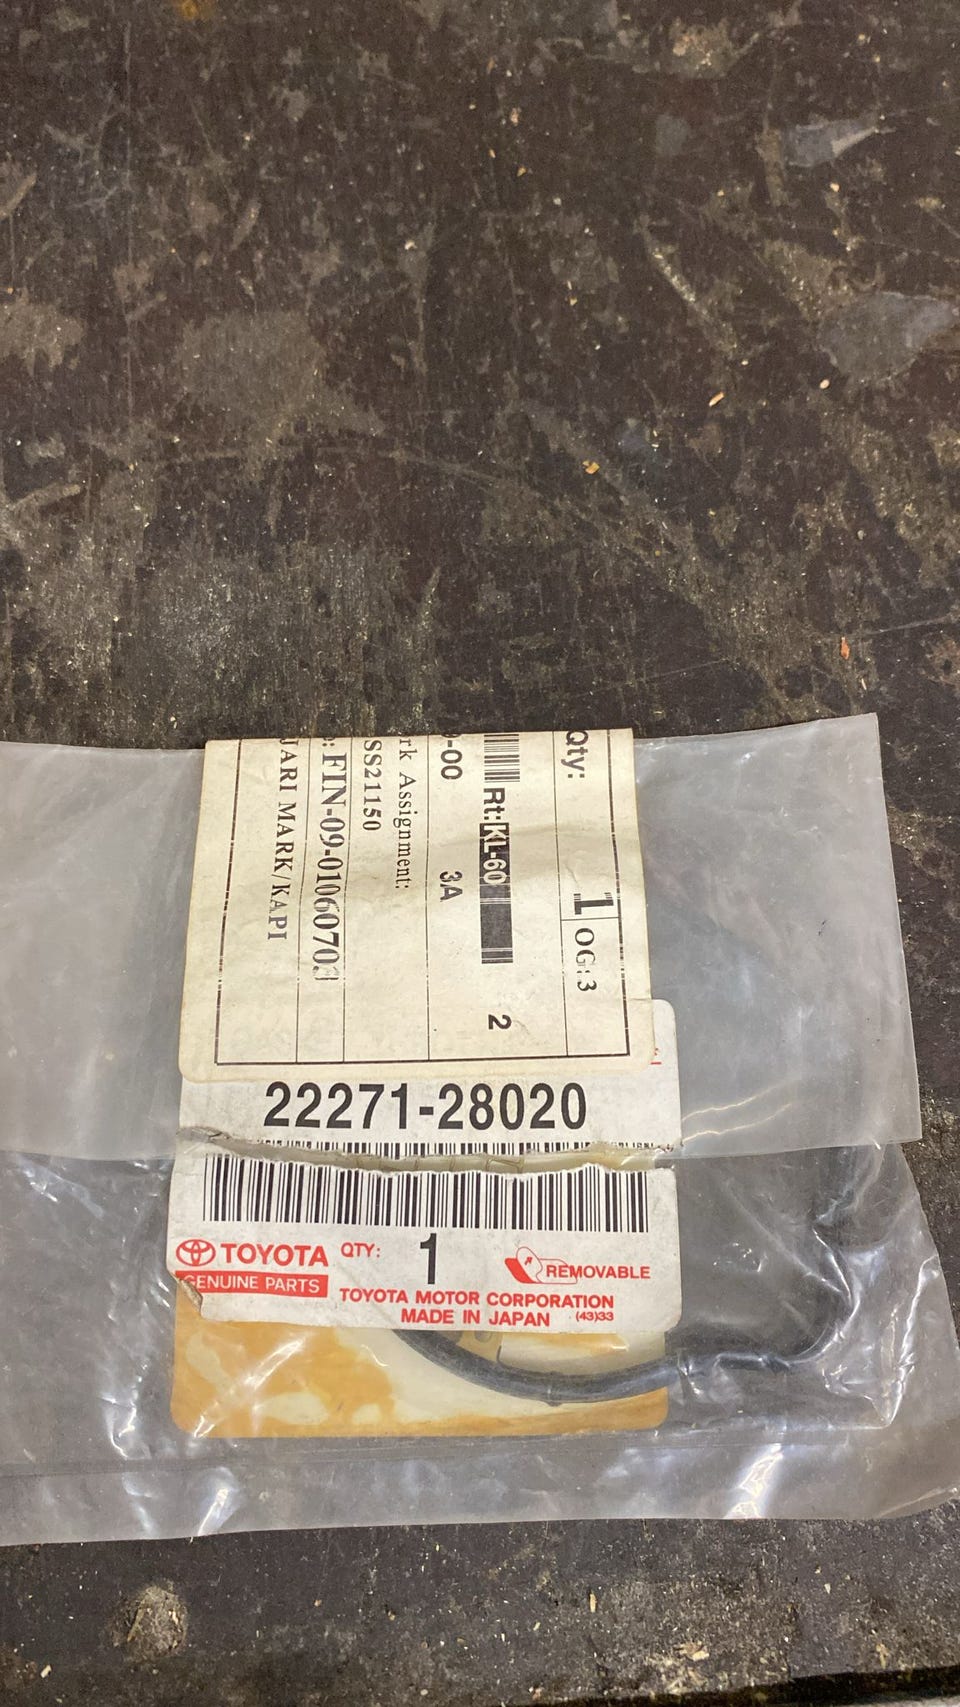 Qty: 1 OG:3
Rt:KL-60 2
-00 3A
rk Assignment:
SS21150
: FIN-09-01060703
JARI MARK/KAPI
22271-28020
TOYOTA QTY: 1
GENUINE PARTS REMOVABLE
TOYOTA MOTOR CORPORATION
MADE IN JAPAN (43)33